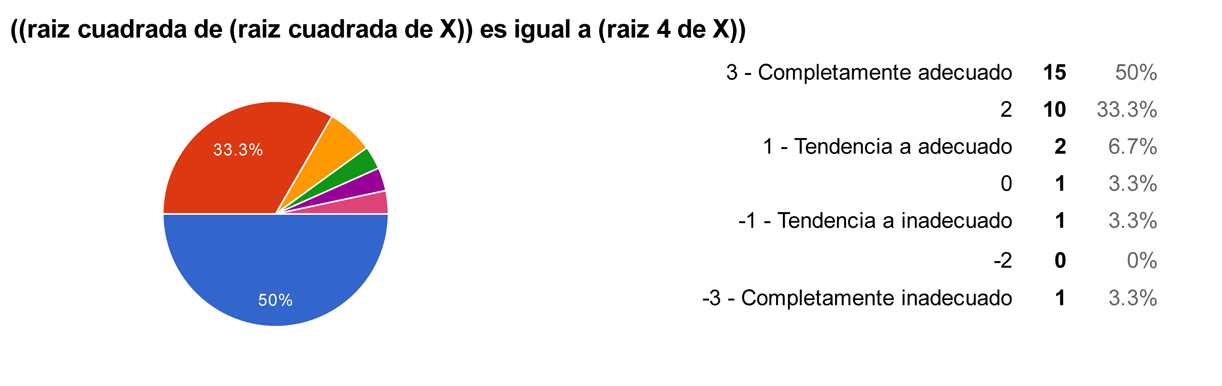 ((raiz cuadrada de (raiz cuadrada de X)) es igual a (raiz 4 de X))
3 - Completamente adecuado 15 50%
2 10 33.3%
1 - Tendencia a adecuado 2 6.7%
0 1 3.3%
-1 - Tendencia a inadecuado 1 3.3%
-2 0 0%
-3 - Completamente inadecuado 1 3.3%
33.3%
50%